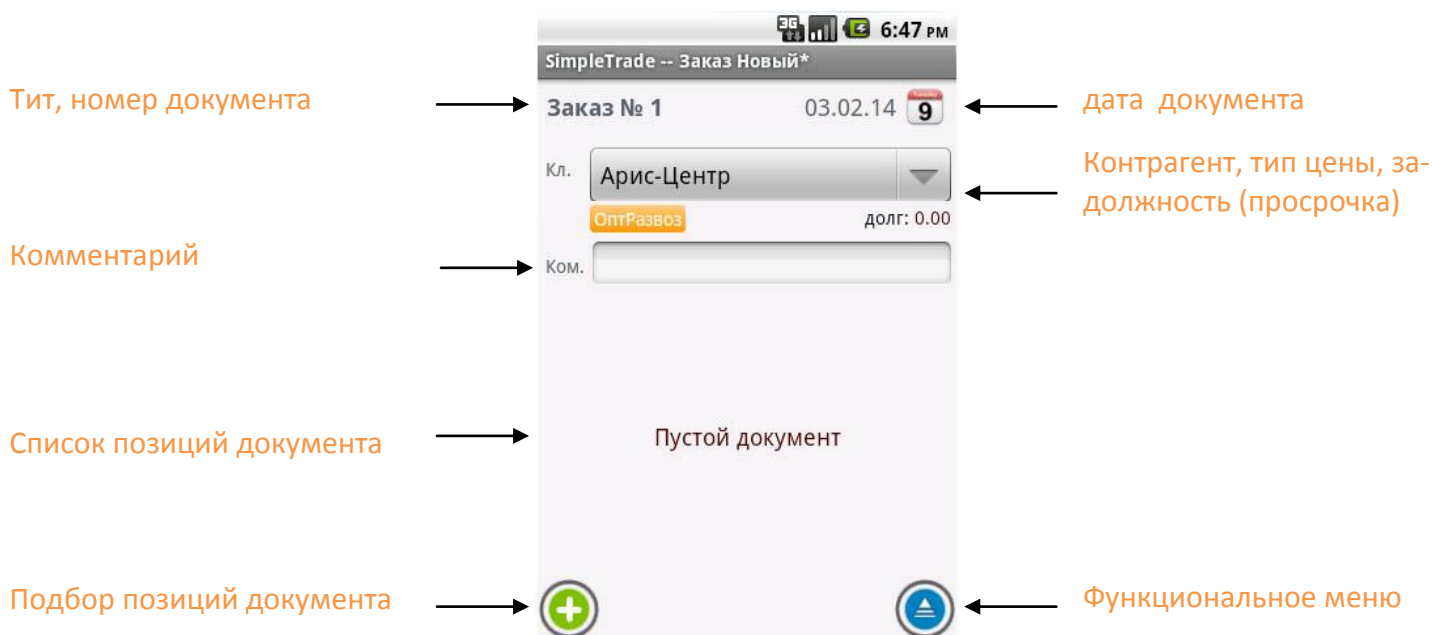 3G 6:47 PM
SimpleTrade -- Заказ Новый*
Тит, номер документа
Заказ № 1
03.02.14
9
дата документа
Кл.
Арис-Центр
Контрагент, тип цены, за-
должность (просрочка)
ОптРазвоз
долг: 0.00
Комментарий
Ком.
Список позиций документа
Пустой документ
Подбор позиций документа
Функциональное меню